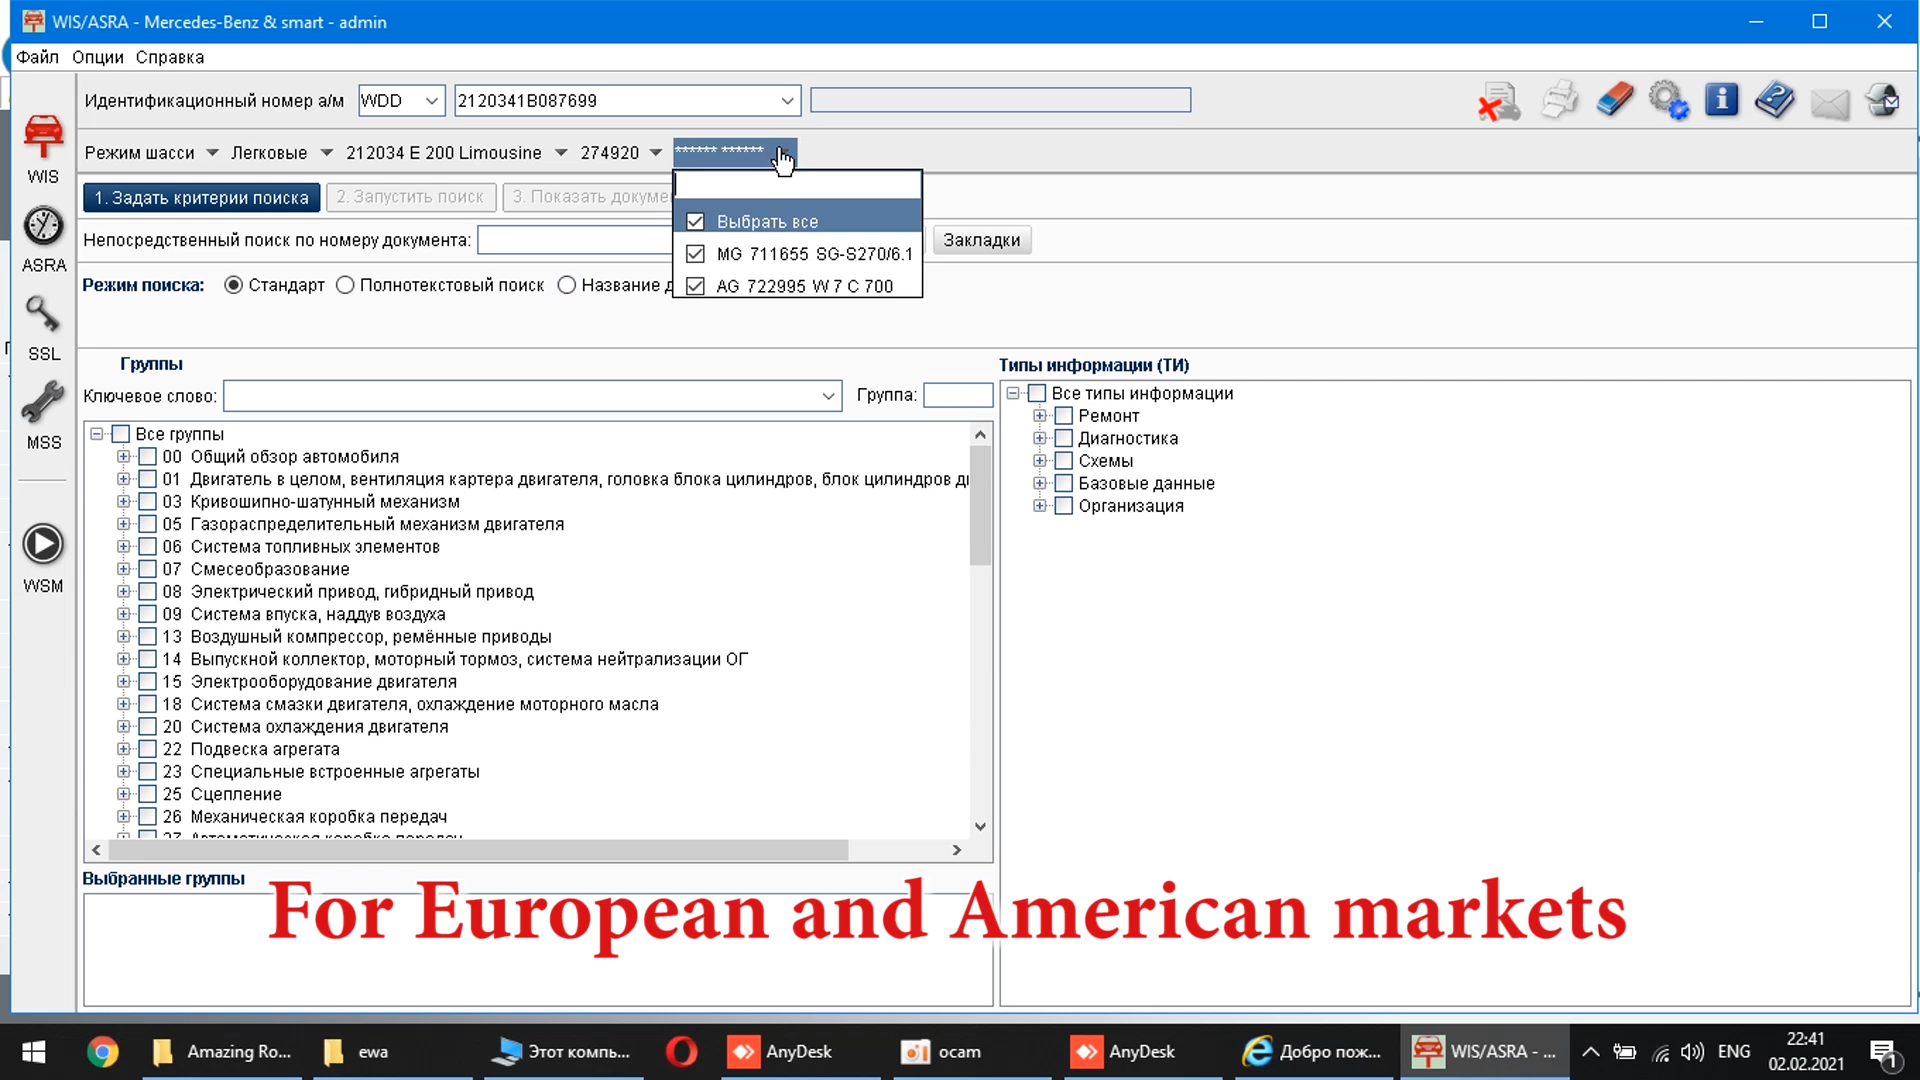 WIS/ASRA - Mercedes-Benz & smart - admin
Файл Опции Справка
Идентификационный номер а/м WDD 2120341B087699
Режим шасси Легковые 212034 E 200 Limousine 274920 ****** ******
1. Задать критерии поиска 2. Запустить поиск 3. Показать докуме
Выбрать все
MG 711655 SG-S270/6.1
AG 722995 W 7 C 700
Непосредственный поиск по номеру документа: Закладки
Режим поиска: Стандарт Полнотекстовый поиск Название
WIS
ASRA
SSL
MSS
WSM
Группы
Ключевое слово: Группа:
Все группы
00 Общий обзор автомобиля
01 Двигатель в целом, вентиляция картера двигателя, головка блока цилиндров, блок цилиндров
03 Кривошипно-шатунный механизм
05 Газораспределительный механизм двигателя
06 Система топливных элементов
07 Смесеобразование
08 Электрический привод, гибридный привод
09 Система впуска, наддув воздуха
13 Воздушный компрессор, ремённые приводы
14 Выпускной коллектор, моторный тормоз, система нейтрализации ОГ
15 Электрооборудование двигателя
18 Система смазки двигателя, охлаждение моторного масла
20 Система охлаждения двигателя
22 Подвеска агрегата
23 Специальные встроенные агрегаты
25 Сцепление
26 Механическая коробка передач
27 Автоматическая коробка передач
Выбранные группы
Типы информации (ТИ)
Все типы информации
Ремонт
Диагностика
Схемы
Базовые данные
Организация
For European and American markets
Amazing Ro... ewa Этот компь... AnyDesk ocam AnyDesk Добро пож... WIS/ASRA - ... ENG 22:41
02.02.2021
1